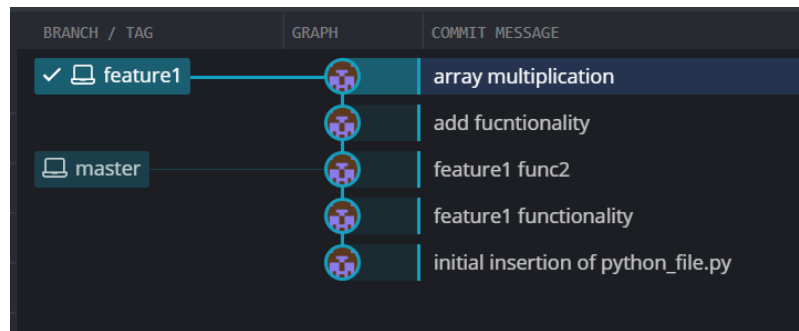 BRANCH / TAG GRAPH COMMIT MESSAGE
feature1 array multiplication
add fucntionality
master feature1 func2
feature1 functionality
initial insertion of python_file.py